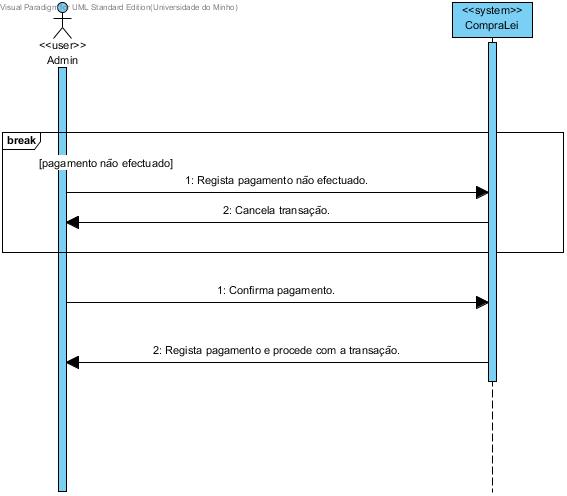 Visual Paradigm for UML Standard Edition(Universidade do Minho)
<<system>>
CompraLei
<<user>>
Admin
break
[pagamento não efectuado]
1: Regista pagamento não efectuado.
2: Cancela transação.
1: Confirma pagamento.
2: Regista pagamento e procede com a transação.